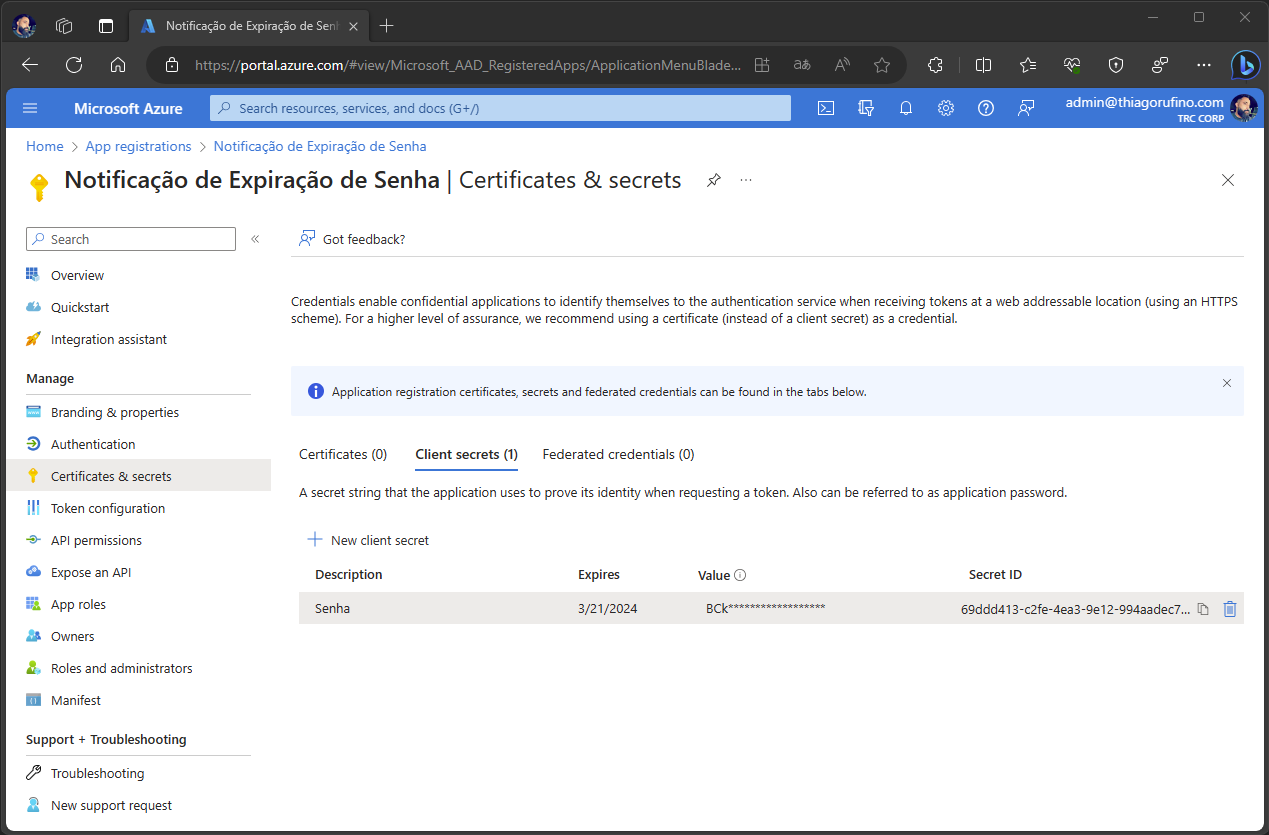 Notificação de Expiração de Senh
https://portal.azure.com/#view/Microsoft_AAD_RegisteredApps/ApplicationMenuBlade...
Microsoft Azure
Search resources, services, and docs (G+/)
admin@thiagorufino.com
TRC CORP
Home > App registrations > Notificação de Expiração de Senha
Notificação de Expiração de Senha | Certificates & secrets
Search
Overview
Quickstart
Integration assistant
Manage
Branding & properties
Authentication
Certificates & secrets
Token configuration
API permissions
Expose an API
App roles
Owners
Roles and administrators
Manifest
Support + Troubleshooting
Troubleshooting
New support request
Got feedback?
Credentials enable confidential applications to identify themselves to the authentication service when receiving tokens at a web addressable location (using an HTTPS
scheme). For a higher level of assurance, we recommend using a certificate (instead of a client secret) as a credential.
Application registration certificates, secrets and federated credentials can be found in the tabs below.
Certificates (0) Client secrets (1) Federated credentials (0)
A secret string that the application uses to prove its identity when requesting a token. Also can be referred to as application password.
New client secret
Description Expires Value Secret ID
Senha 3/21/2024 BCk****************** 69ddd413-c2fe-4ea3-9e12-994aadec7...